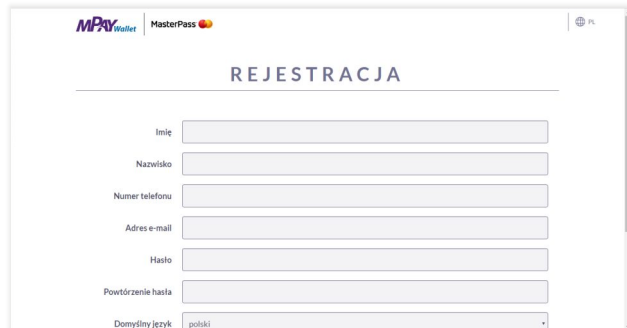 MPAY Wallet MasterPass PL
REJESTRACJA
Imię
Nazwisko
Numer telefonu
Adres e-mail
Hasło
Powtórzenie hasła
Domyślny język polski